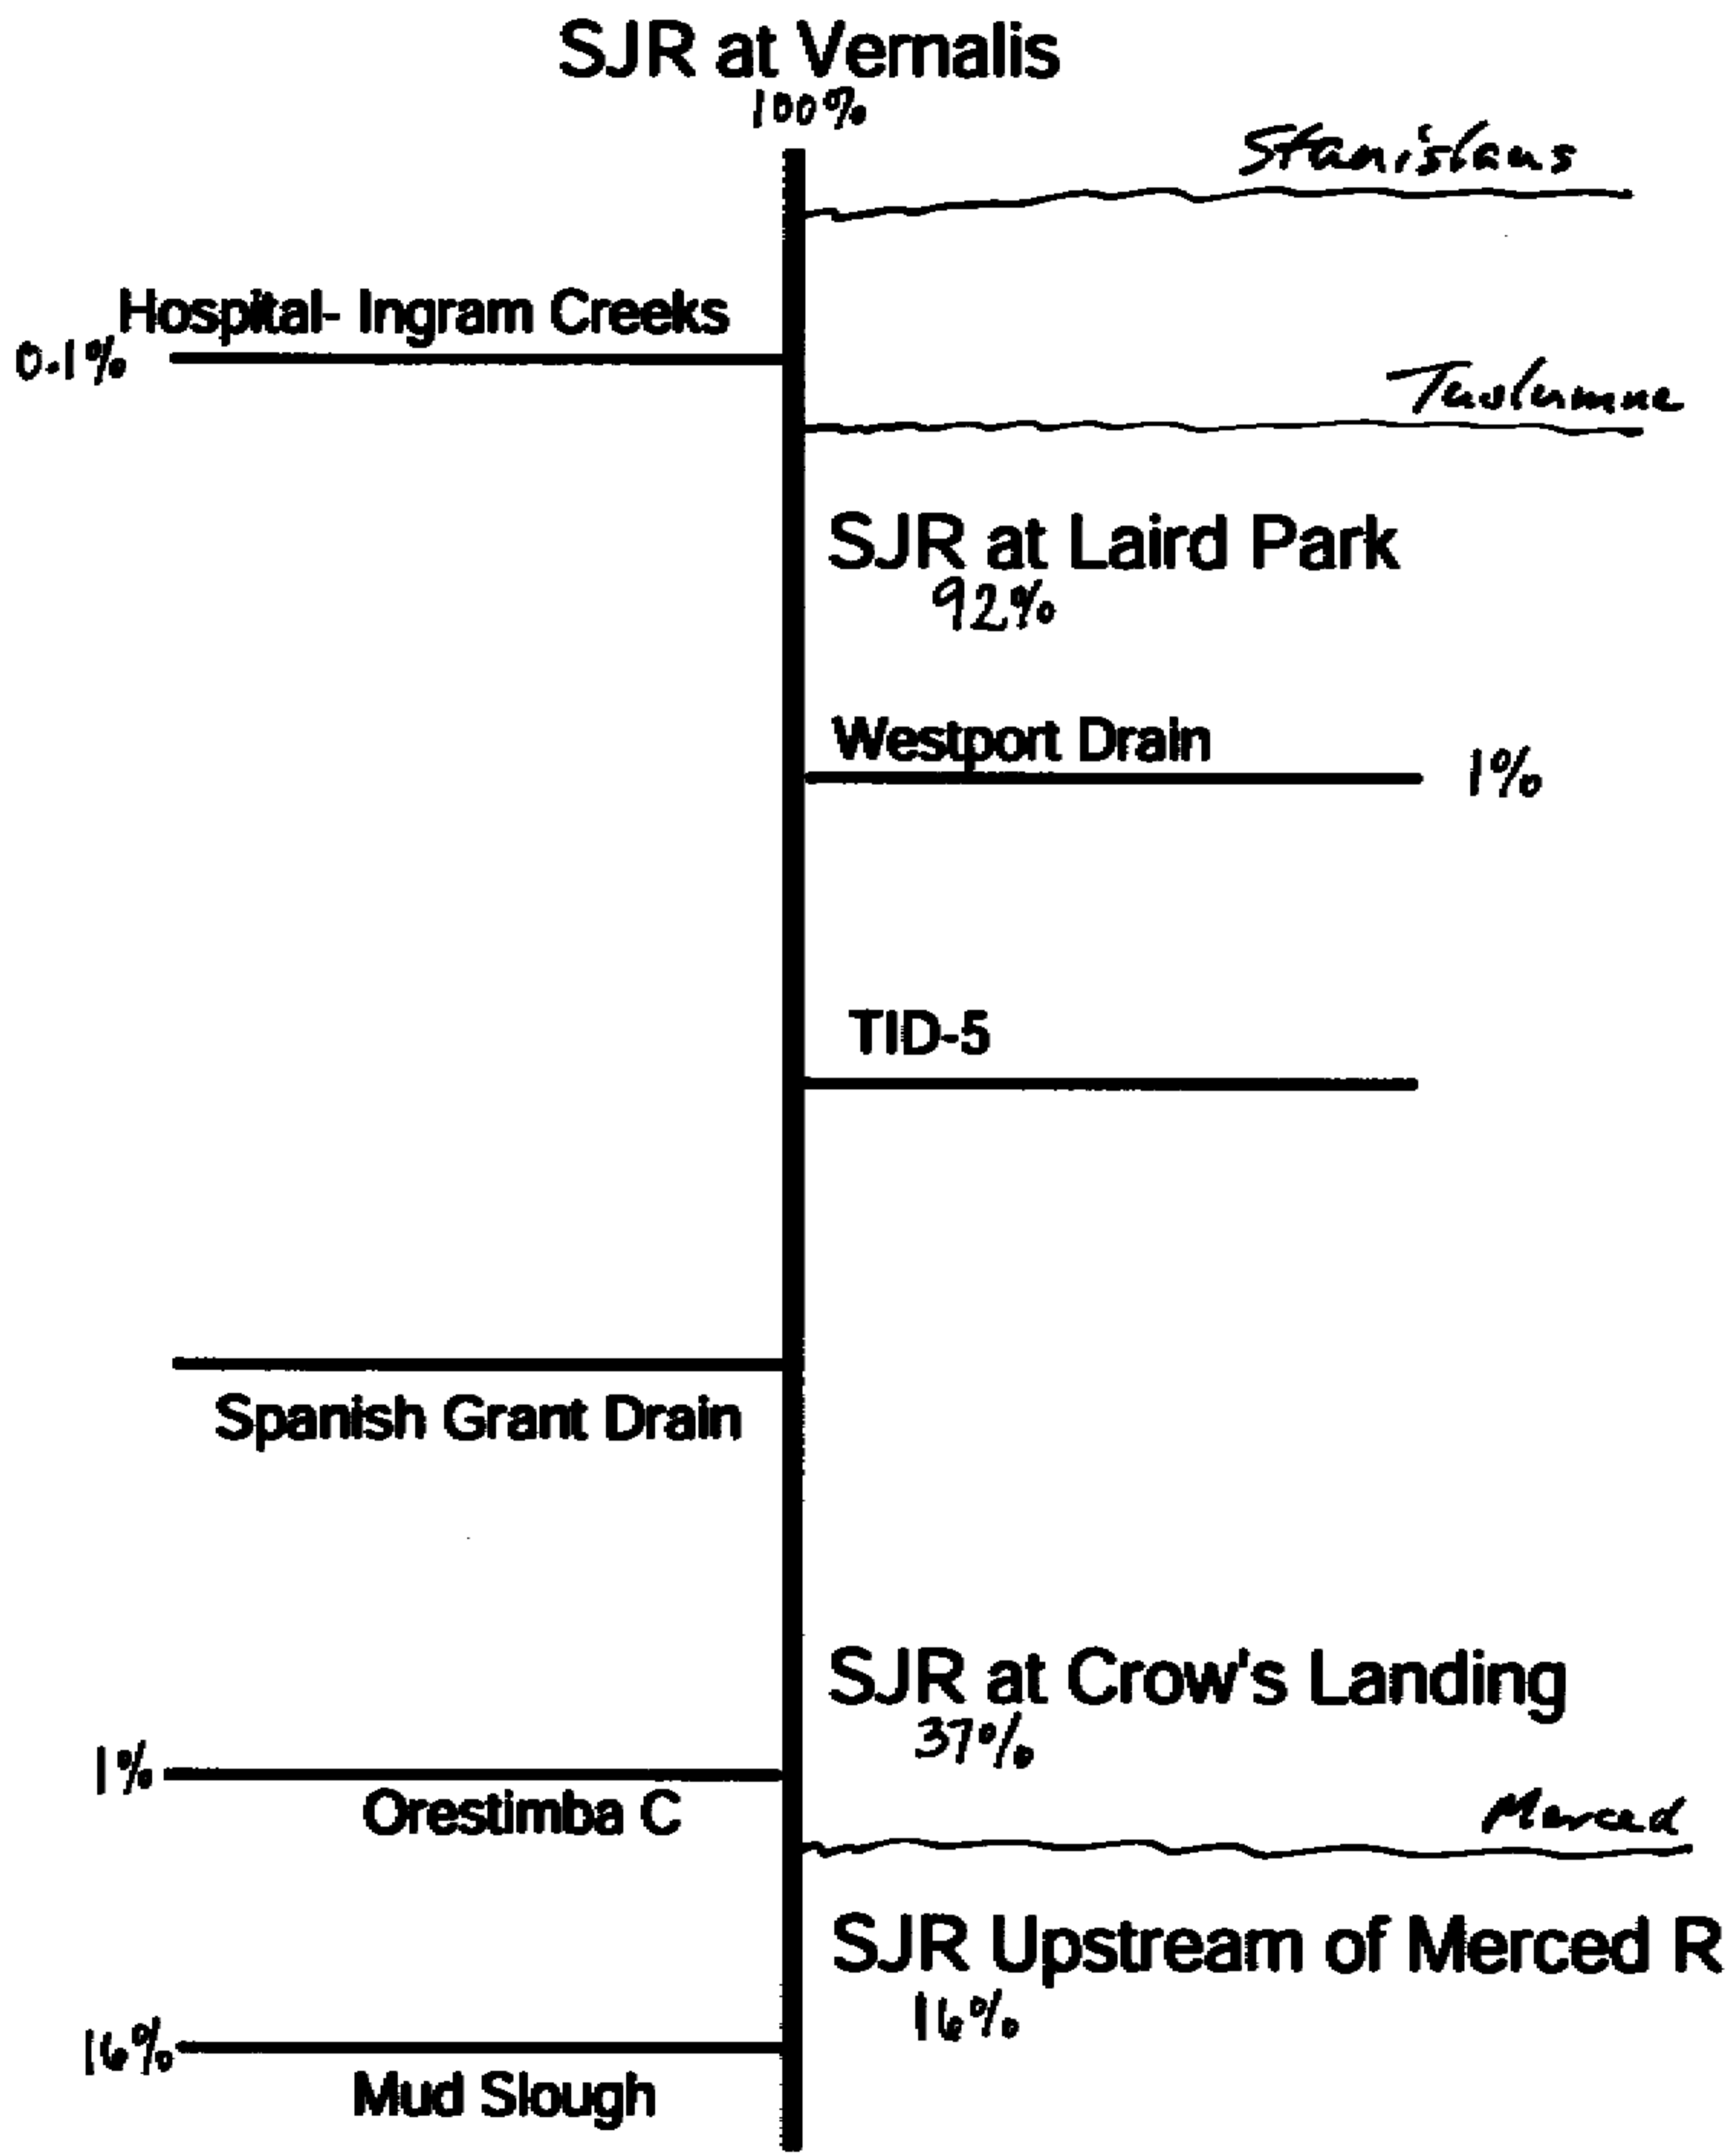 SJR at Vernalis
100%
Stanislaus
Hospital- Ingram Creeks
0.1%
Tuolumne
SJR at Laird Park
92%
Westport Drain
1%
TID-5
Spanish Grant Drain
SJR at Crow's Landing
37%
1%
Orestimba C
Merced
SJR Upstream of Merced R
16%
16%
Mud Slough